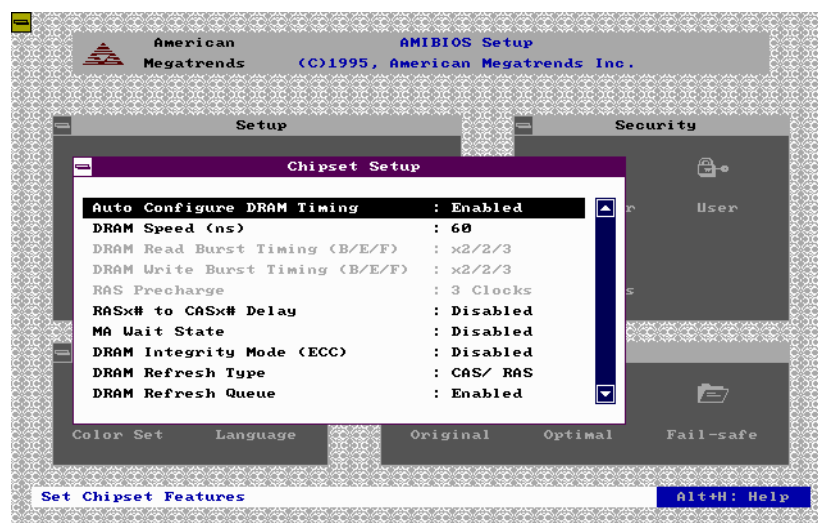 American AMIBIOS Setup
Megatrends (C)1995, American Megatrends Inc.
Setup Security
Chipset Setup
Auto Configure DRAM Timing : Enabled
User
DRAM Speed (ns) : 60
DRAM Read Burst Timing (B/E/F) : x2/2/3
DRAM Write Burst Timing (B/E/F) : x2/2/3
RAS Precharge : 3 Clocks
RASx# to CASx# Delay : Disabled
MA Wait State : Disabled
DRAM Integrity Mode (ECC) : Disabled
DRAM Refresh Type : CAS/ RAS
DRAM Refresh Queue : Enabled
Color Set Language Original Optimal Fail-safe
Set Chipset Features Alt+H: Help